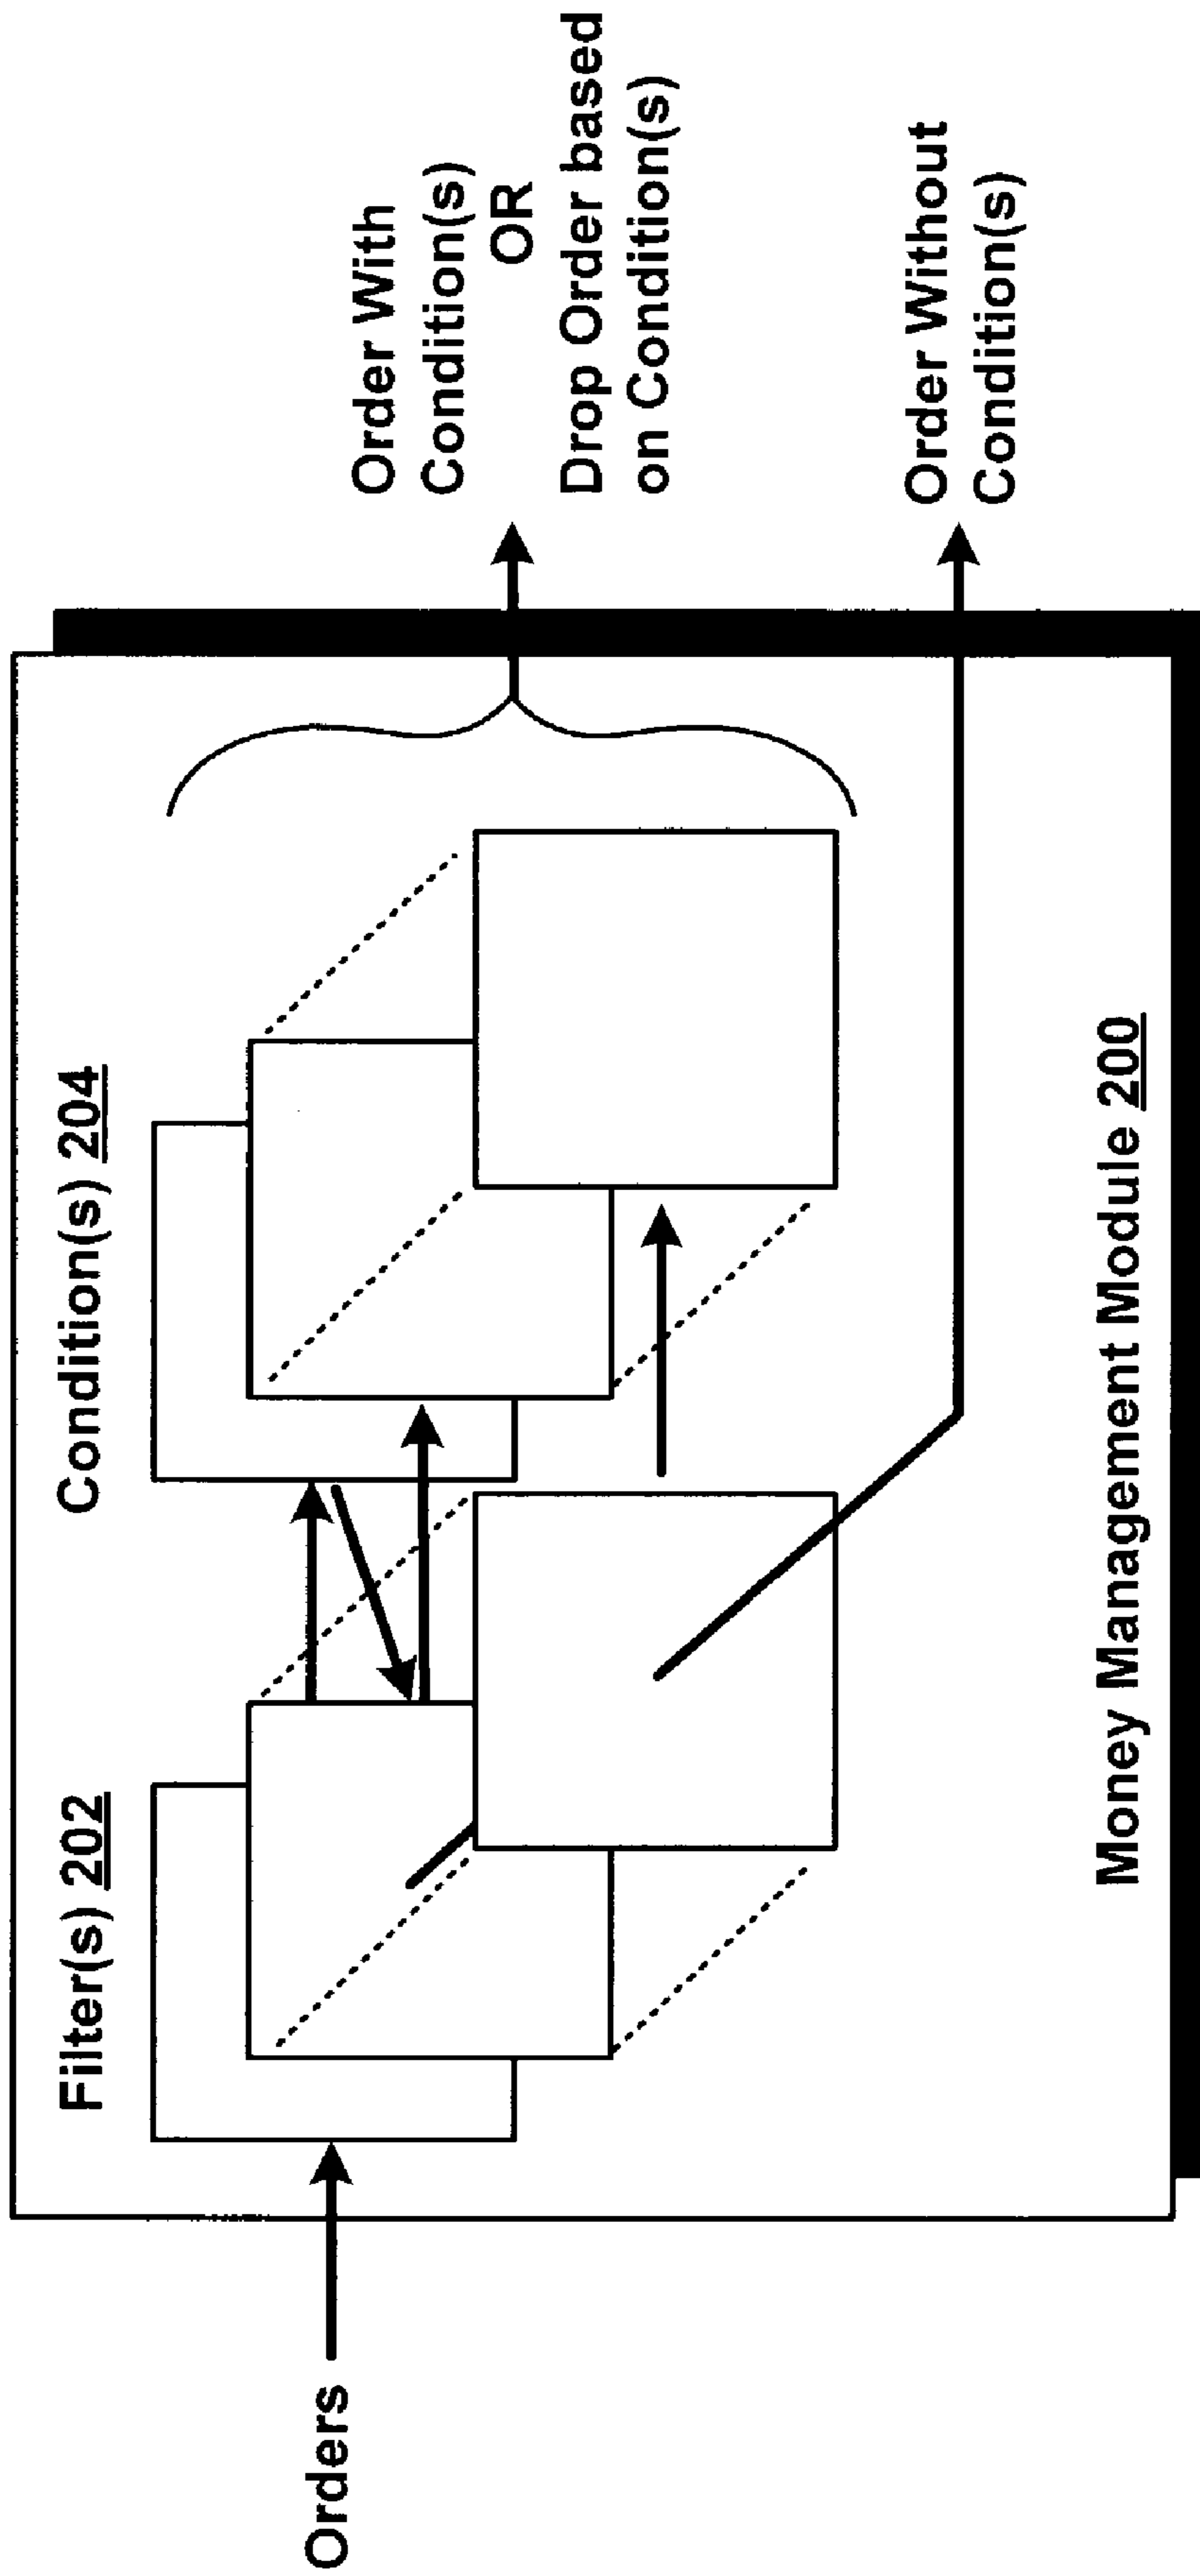 Orders
Filter(s) 202
Condition(s) 204
Money Management Module 200
Order With
Condition(s)
OR
Drop Order based
on Condition(s)
Order Without
Condition(s)